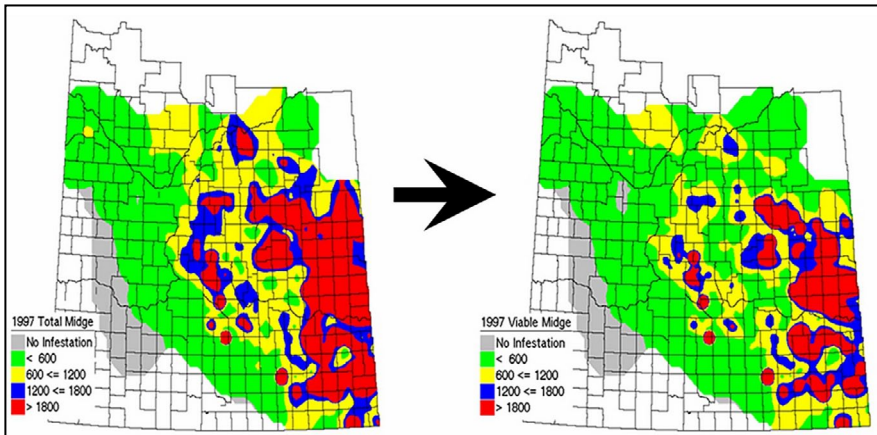 1997 Total Midge
No Infestation
< 600
600 <= 1200
1200 <= 1800
> 1800
1997 Viable Midge
No Infestation
< 600
600 <= 1200
1200 <= 1800
> 1800